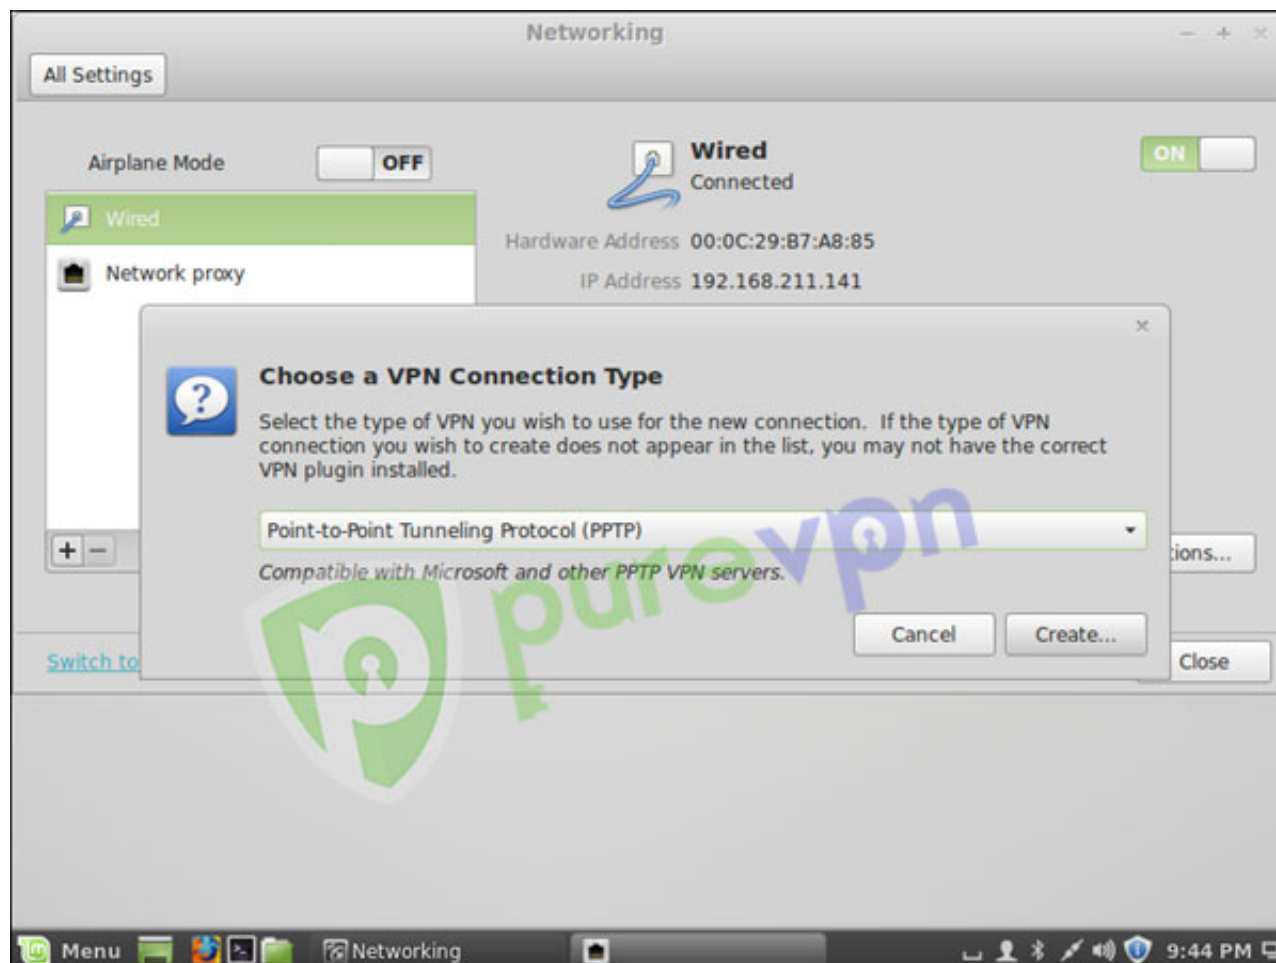 Networking
All Settings
Airplane Mode
OFF
Wired
Connected
ON
Wired
Network proxy
Hardware Address 00:0C:29:B7:A8:85
IP Address 192.168.211.141
Choose a VPN Connection Type
Select the type of VPN you wish to use for the new connection. If the type of VPN
connection you wish to create does not appear in the list, you may not have the correct
VPN plugin installed.
Point-to-Point Tunneling Protocol (PPTP)
Compatible with Microsoft and other PPTP VPN servers.
tions...
Cancel
Create...
Switch to
Close
purevpn
Menu
Networking
9:44 PM